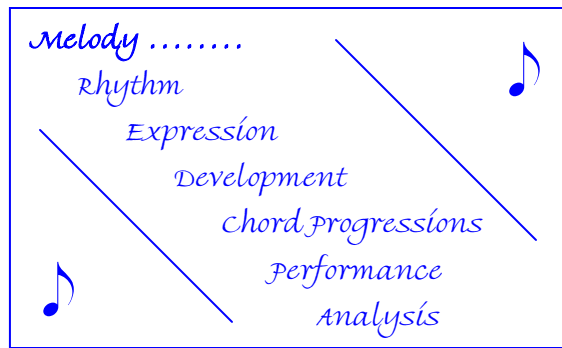 Melody ........
Rhythm
Expression
Development
Chord Progressions
Performance
Analysis